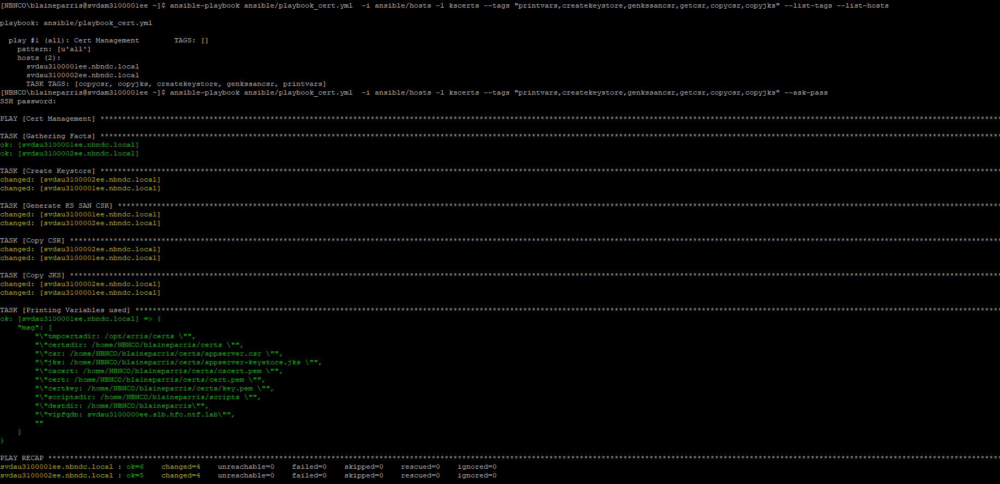 [NBNCO\blaineparris@svdam3100001ee ~]$ ansible-playbook ansible/playbook_cert.yml  -i ansible/hosts -l kscerts --tags "printvars,createkeystore,genkssancsr,getcsr,copycsr,copyjks" --list-tags --list-hosts
playbook: ansible/playbook_cert.yml
  play #1 (all): Cert Management        TAGS: []
    pattern: [u'all']
    hosts (2):
      svdau3100001ee.nbndc.local
      svdau3100002ee.nbndc.local
      TASK TAGS: [copycsr, copyjks, createkeystore, genkssancsr, printvars]
[NBNCO\blaineparris@svdam3100001ee ~]$ ansible-playbook ansible/playbook_cert.yml  -i ansible/hosts -l kscerts --tags "printvars,createkeystore,genkssancsr,getcsr,copycsr,copyjks" --ask-pass
SSH password:
PLAY [Cert Management] ***************************************************************************************************************************************************************************************************************
TASK [Gathering Facts] ***************************************************************************************************************************************************************************************************************
ok: [svdau3100001ee.nbndc.local]
ok: [svdau3100002ee.nbndc.local]
TASK [Create Keystore] ***************************************************************************************************************************************************************************************************************
changed: [svdau3100002ee.nbndc.local]
changed: [svdau3100001ee.nbndc.local]
TASK [Generate KS SAN CSR] ***********************************************************************************************************************************************************************************************************
changed: [svdau3100001ee.nbndc.local]
changed: [svdau3100002ee.nbndc.local]
TASK [Copy CSR] **********************************************************************************************************************************************************************************************************************
changed: [svdau3100002ee.nbndc.local]
changed: [svdau3100001ee.nbndc.local]
TASK [Copy JKS] **********************************************************************************************************************************************************************************************************************
changed: [svdau3100002ee.nbndc.local]
changed: [svdau3100001ee.nbndc.local]
TASK [Printing Variables used] *******************************************************************************************************************************************************************************************************
ok: [svdau3100001ee.nbndc.local] => {
    "msg": [
        "\"tmpcertsdir: /opt/arris/certs \"",
        "\"certsdir: /home/NBNCO/blaineparris/certs \"",
        "\"csr: /home/NBNCO/blaineparris/certs/appserver.csr \"",
        "\"jks: /home/NBNCO/blaineparris/certs/appserver-keystore.jks \"",
        "\"cacert: /home/NBNCO/blaineparris/certs/cacert.pem \"",
        "\"cert: /home/NBNCO/blaineparris/certs/cert.pem \"",
        "\"certkey: /home/NBNCO/blaineparris/certs/key.pem \"",
        "\"scriptsdir: /home/NBNCO/blaineparris/scripts \"",
        "\"destdir: /home/NBNCO/blaineparris\"",
        "\"vipfqdn: svdau3100000ee.slb.hfc.ntf.lab\"",
        ""
    ]
}
PLAY RECAP ***************************************************************************************************************************************************************************************************************************
svdau3100001ee.nbndc.local : ok=6    changed=4    unreachable=0    failed=0    skipped=0    rescued=0    ignored=0
svdau3100002ee.nbndc.local : ok=5    changed=4    unreachable=0    failed=0    skipped=0    rescued=0    ignored=0